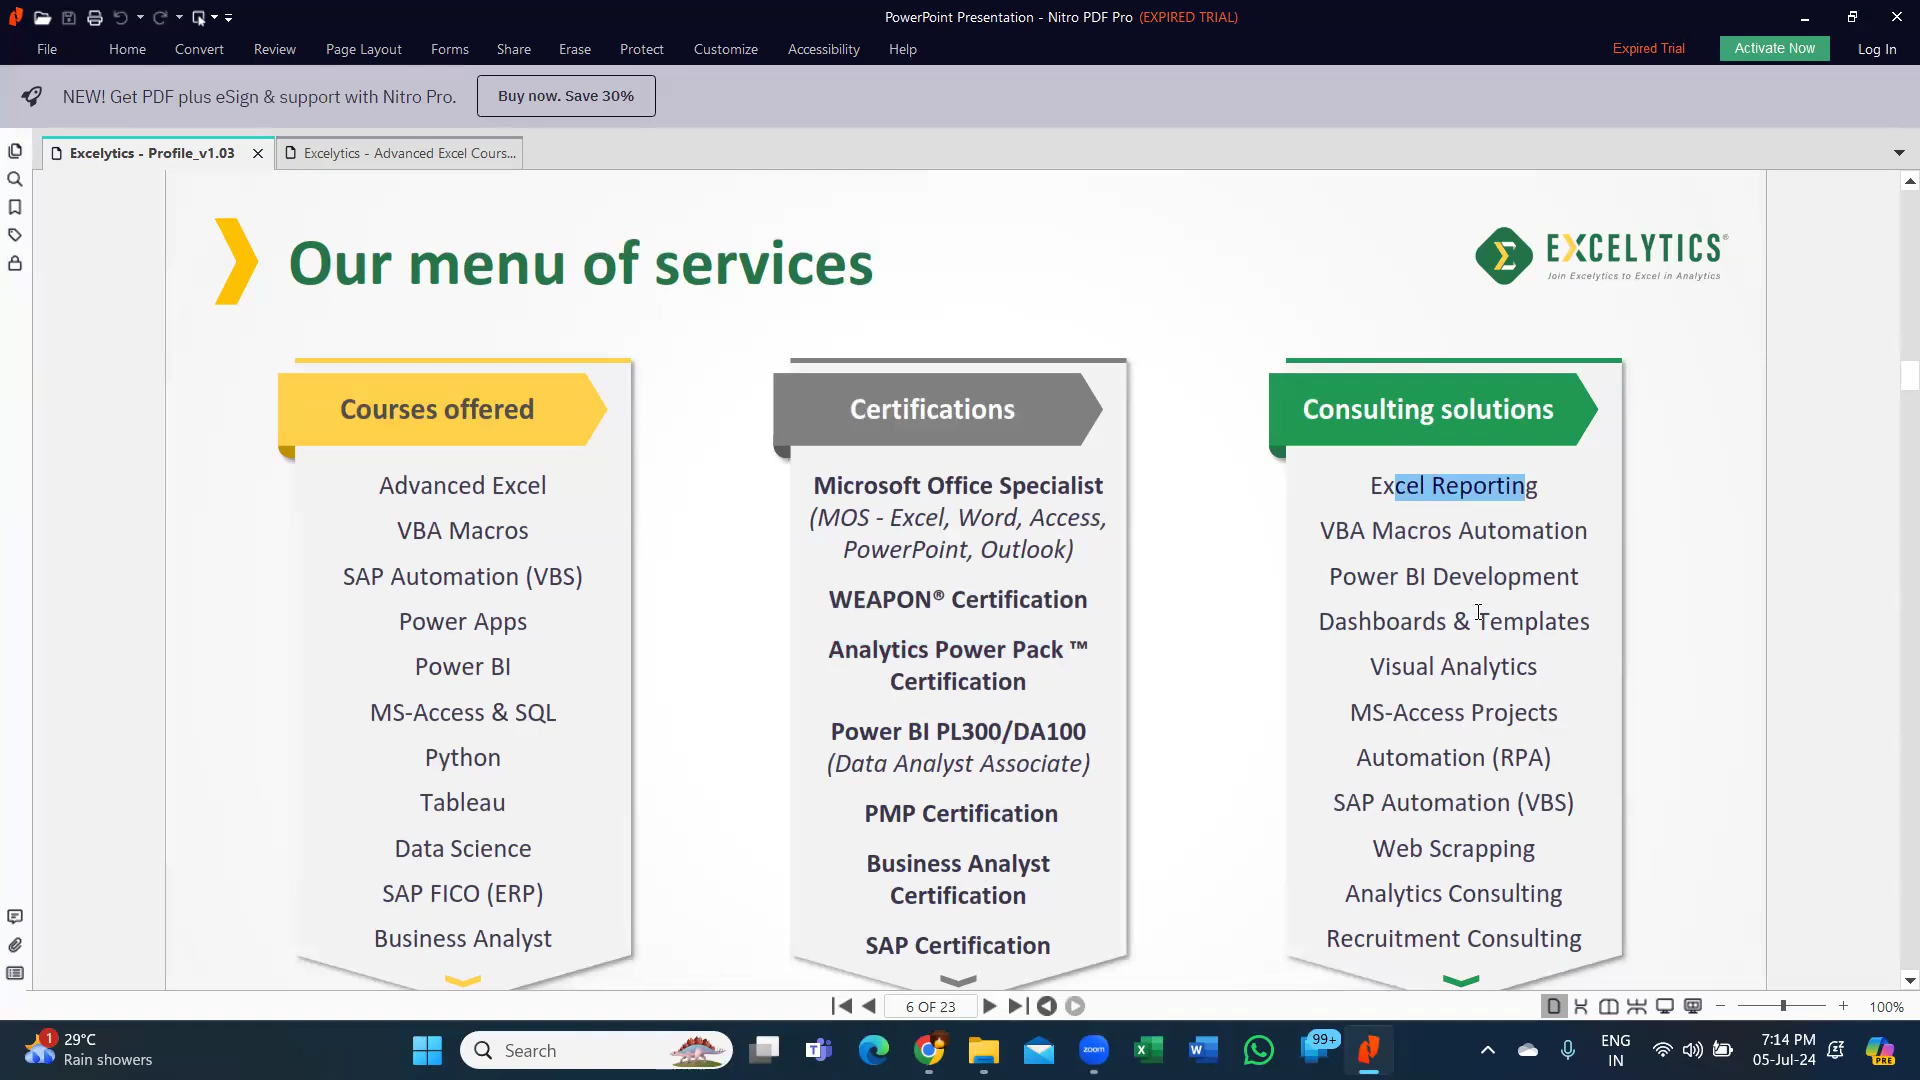 PowerPoint Presentation - Nitro PDF Pro (EXPIRED TRIAL)
File Home Convert Review Page Layout Forms Share Erase Protect Customize Accessibility Help Expired Trial Activate Now Log In
NEW! Get PDF plus eSign & support with Nitro Pro. Buy now. Save 30%
Excelytics - Profile_v1.03 Excelytics - Advanced Excel Cours...
Our menu of services
EXCELYTICS®
Join Excelytics to Excel in Analytics
Courses offered
Advanced Excel
VBA Macros
SAP Automation (VBS)
Power Apps
Power BI
MS-Access & SQL
Python
Tableau
Data Science
SAP FICO (ERP)
Business Analyst
Certifications
Microsoft Office Specialist
(MOS - Excel, Word, Access,
PowerPoint, Outlook)
WEAPON® Certification
Analytics Power Pack ™
Certification
Power BI PL300/DA100
(Data Analyst Associate)
PMP Certification
Business Analyst
Certification
SAP Certification
Consulting solutions
Excel Reporting
VBA Macros Automation
Power BI Development
Dashboards & Templates
Visual Analytics
MS-Access Projects
Automation (RPA)
SAP Automation (VBS)
Web Scrapping
Analytics Consulting
Recruitment Consulting
6 OF 23
100%
1
29°C
Rain showers
Search
zoom
99+
ENG
IN
7:14 PM
05-Jul-24
PRE